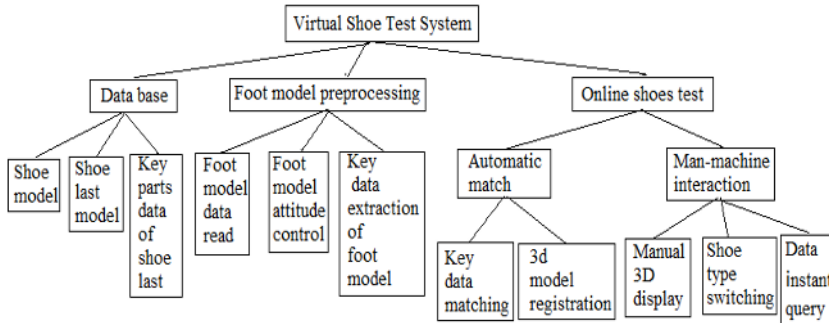 Virtual Shoe Test System
Data base
Foot model preprocessing
Online shoes test
Shoe
model
Shoe
last
model
Key
parts
data
of
shoe
last
Foot
model
data
read
Foot
model
attitude
control
Key
data
extraction
of
foot
model
Automatic
match
Man-machine
interaction
Key
data
matching
3d
model
registration
Manual
3D
display
Shoe
type
switching
Data
instant
query